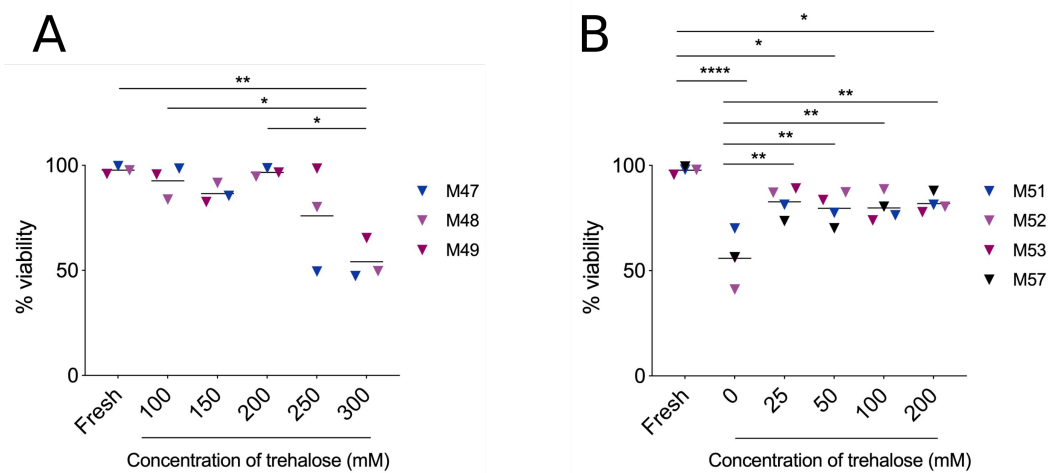 A
**
*
*
% viability
100
50
0
Fresh
100
150
200
250
300
Concentration of trehalose (mM)
M47
M48
M49
B
*
*
****
**
**
**
**
% viability
100
50
0
Fresh
0
25
50
100
200
Concentration of trehalose (mM)
M51
M52
M53
M57